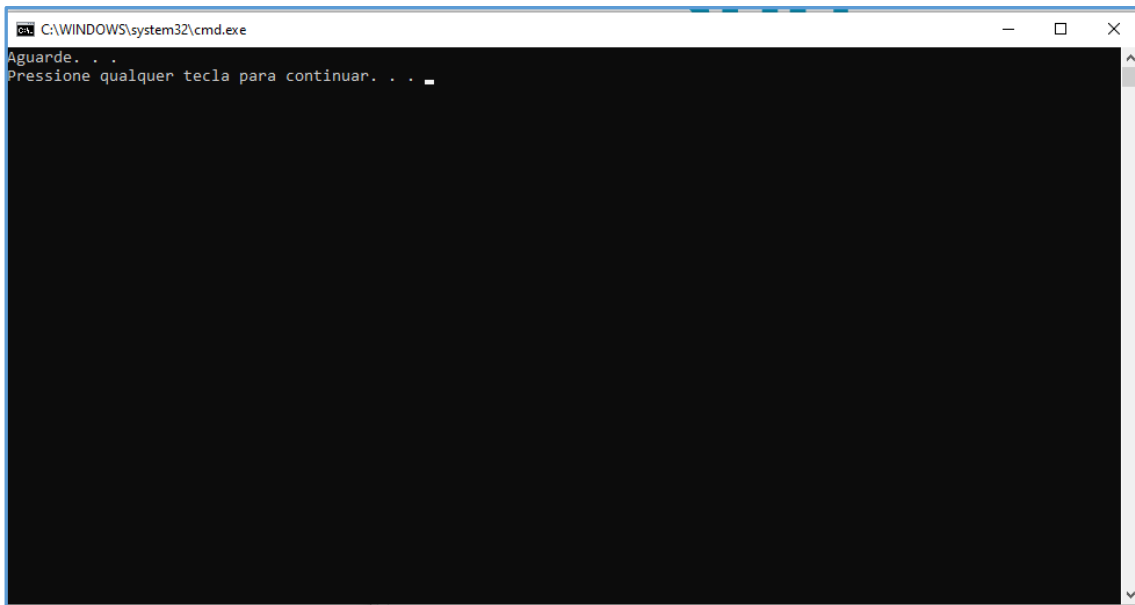 C:\WINDOWS\system32\cmd.exe
Aguarde. . .
Pressione qualquer tecla para continuar. . .